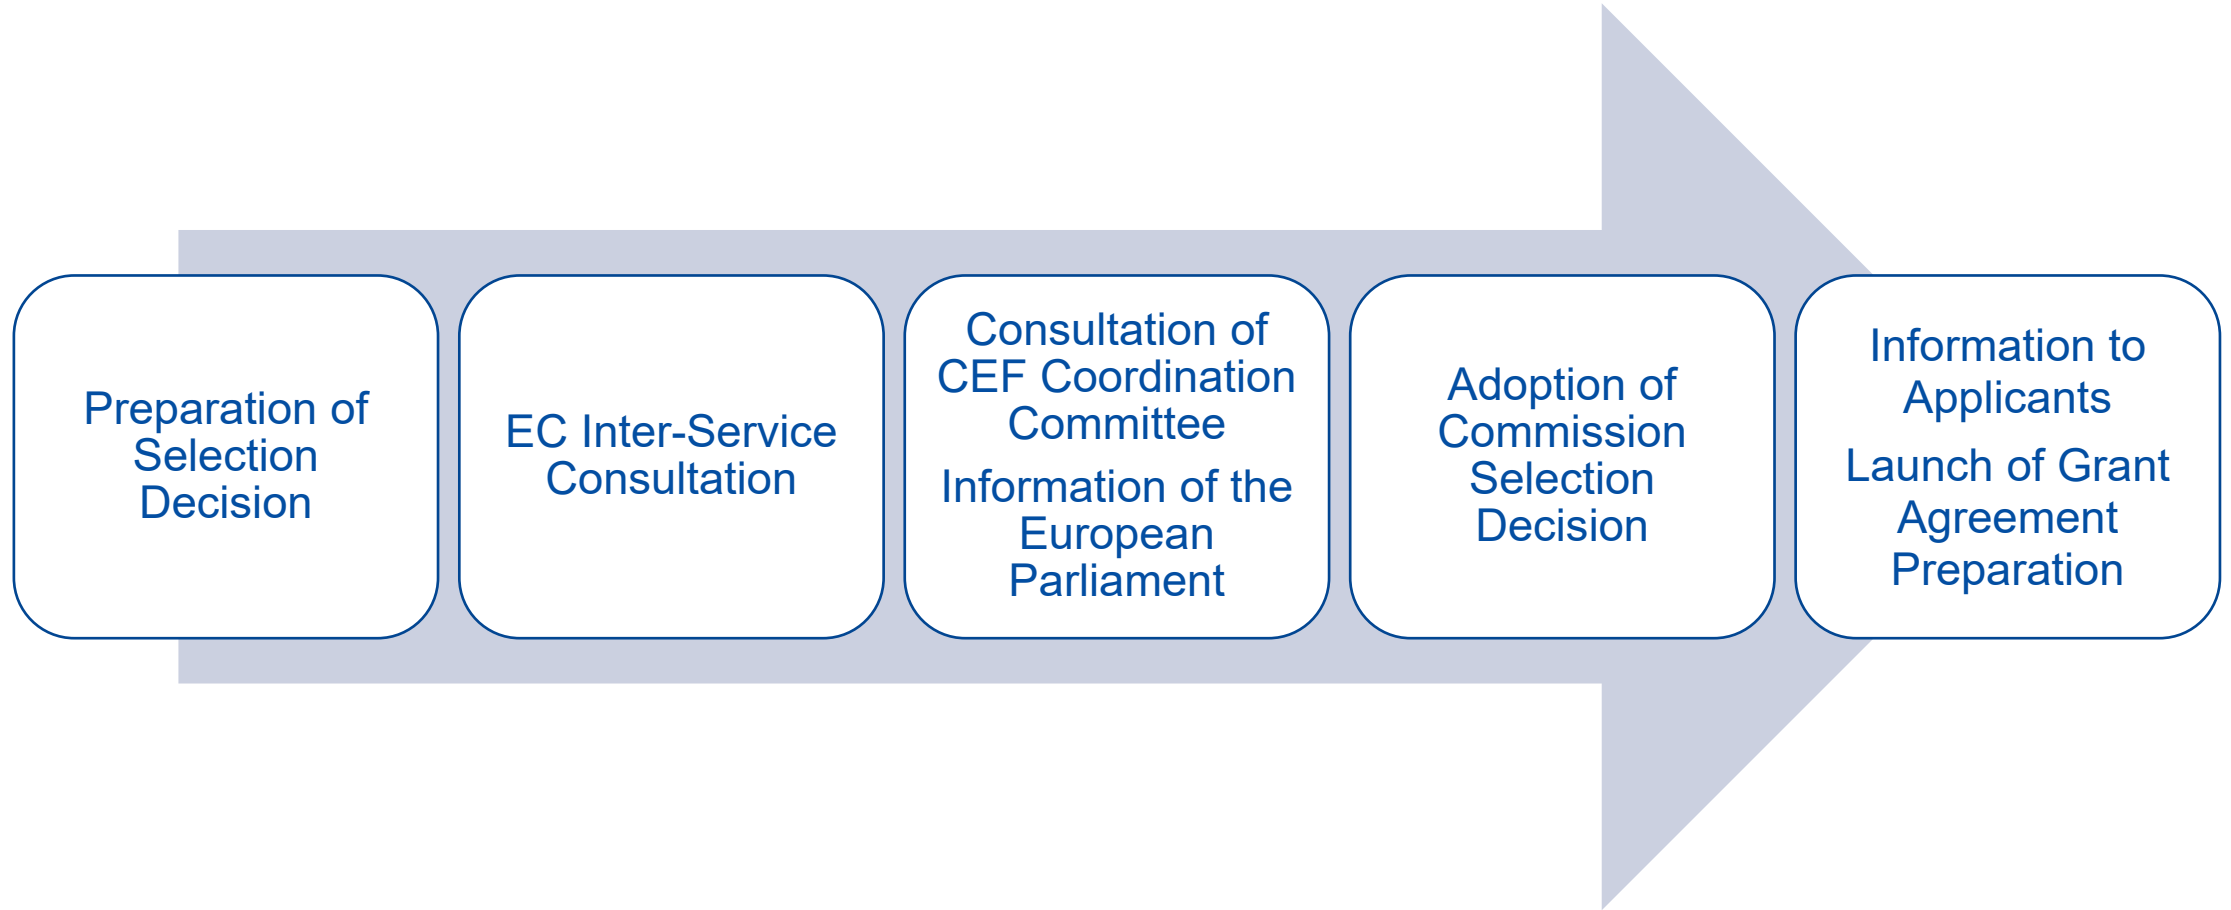 Preparation of
Selection
Decision
EC Inter-Service
Consultation
Consultation of
CEF Coordination
Committee
Information of the
European
Parliament
Adoption of
Commission
Selection
Decision
Information to
Applicants
Launch of Grant
Agreement
Preparation